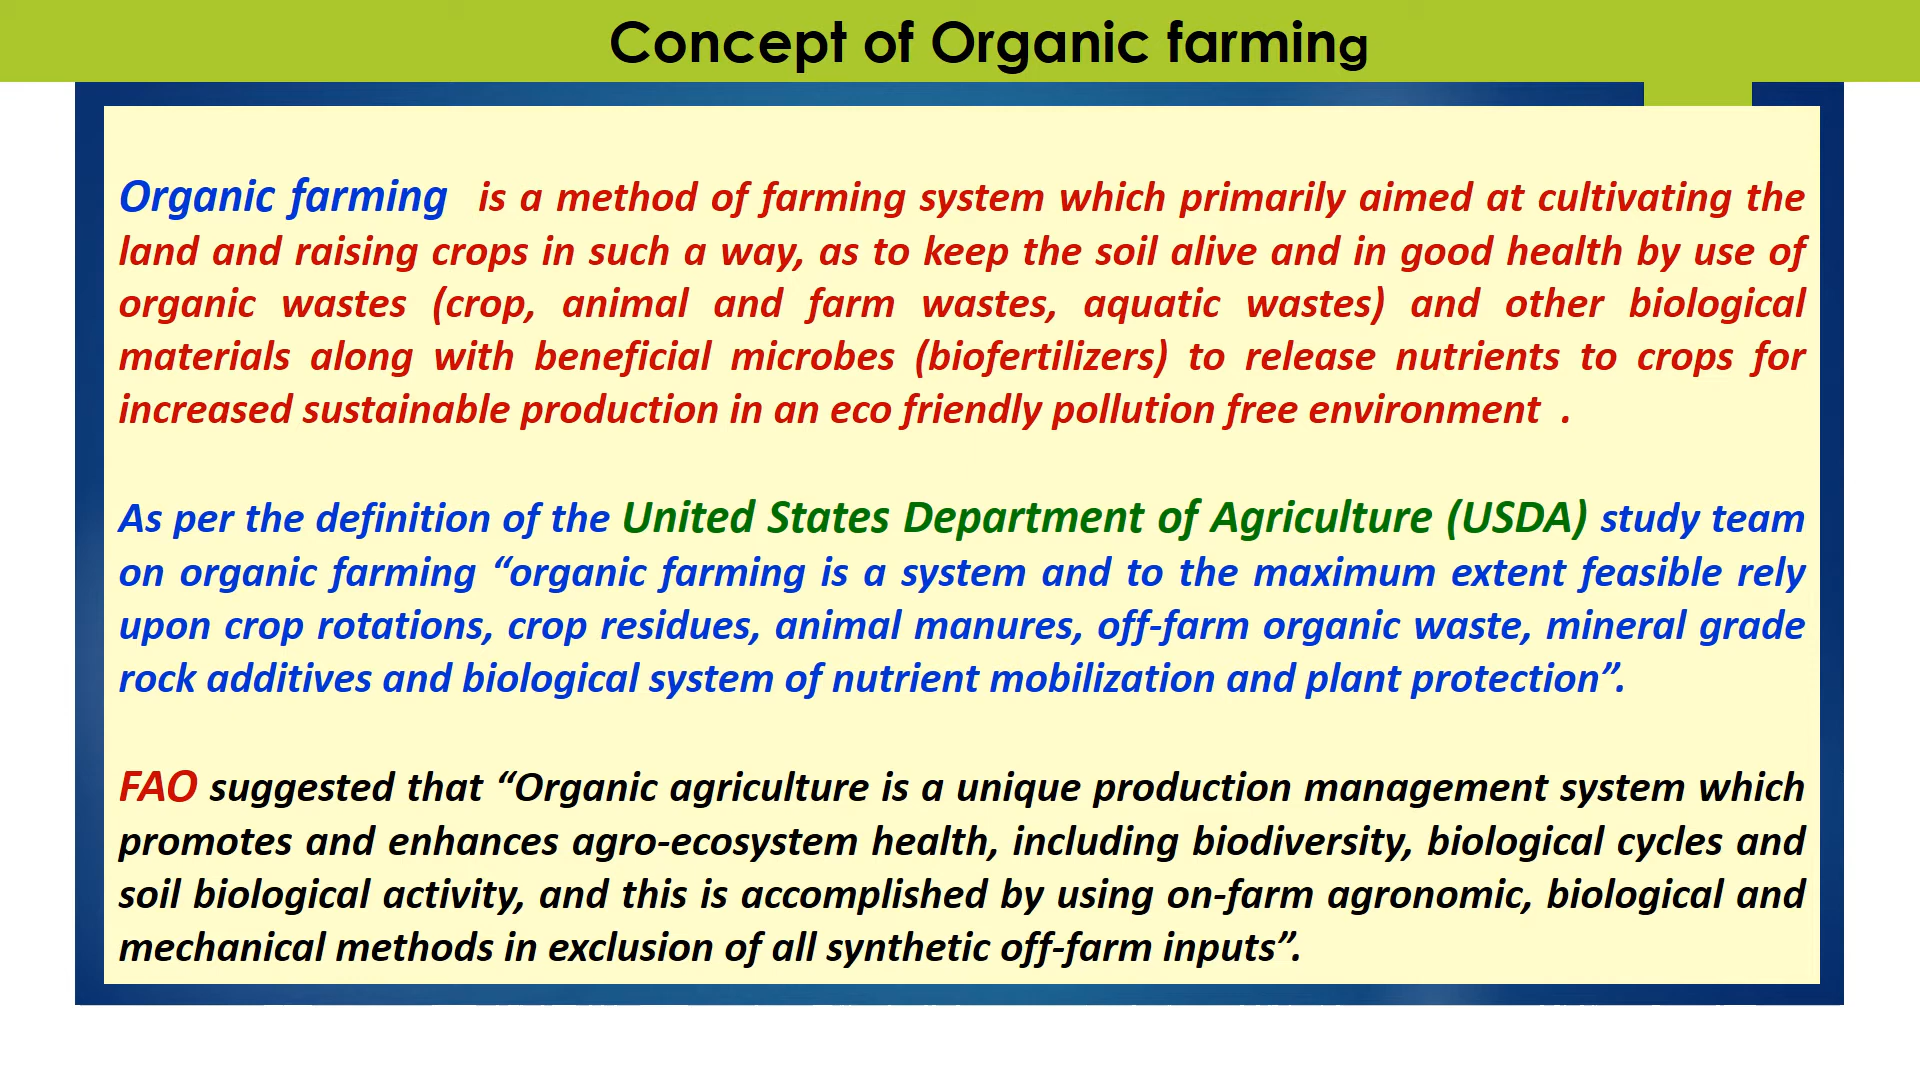 Concept of Organic farming
Organic farming is a method of farming system which primarily aimed at cultivating the
land and raising crops in such a way, as to keep the soil alive and in good health by use of
organic wastes (crop, animal and farm wastes, aquatic wastes) and other biological
materials along with beneficial microbes (biofertilizers) to release nutrients to crops for
increased sustainable production in an eco friendly pollution free environment .
As per the definition of the United States Department of Agriculture (USDA) study team
on organic farming “organic farming is a system and to the maximum extent feasible rely
upon crop rotations, crop residues, animal manures, off-farm organic waste, mineral grade
rock additives and biological system of nutrient mobilization and plant protection”.
FAO suggested that “Organic agriculture is a unique production management system which
promotes and enhances agro-ecosystem health, including biodiversity, biological cycles and
soil biological activity, and this is accomplished by using on-farm agronomic, biological and
mechanical methods in exclusion of all synthetic off-farm inputs”.